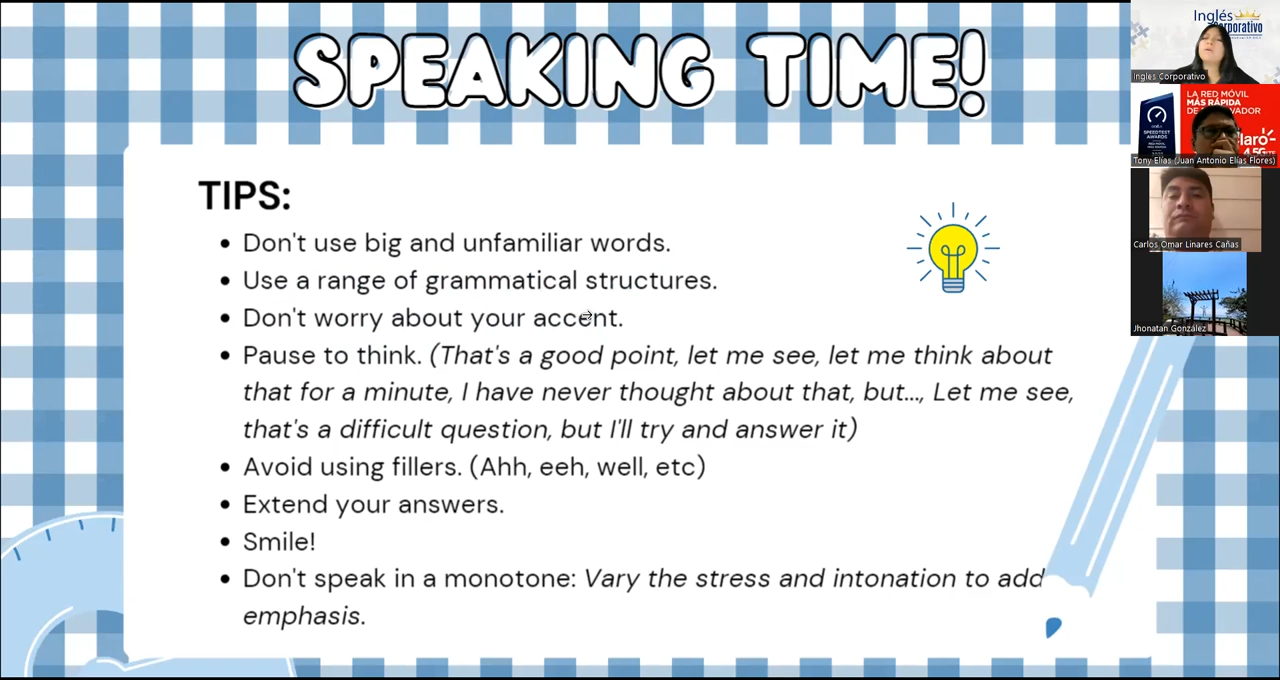 SPEAKING TIME!
TIPS:
Don't use big and unfamiliar words.
Use a range of grammatical structures.
Don't worry about your accent.
Pause to think. (That's a good point, let me see, let me think about
that for a minute, I have never thought about that, but..., Let me see,
that's a difficult question, but I'll try and answer it)
Avoid using fillers. (Ahh, eeh, well, etc)
Extend your answers.
Smile!
Don't speak in a monotone: Vary the stress and intonation to add
emphasis.
Inglés
Corporativo
Ingles Corporativo
LA RED MÓVIL
MÁS RÁPIDA
SPEEDTEST
AWARDS
4.5G
Tony Elías (Juan Antonio Elías Flores)
Carlos Omar Linares Cañas
Jhonatan González